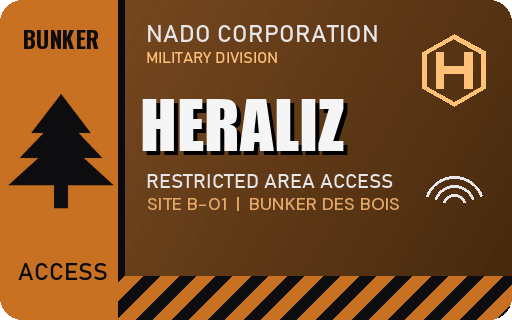 BUNKER
ACCESS
NADO CORPORATION
MILITARY DIVISION
H
HERALIZ
RESTRICTED AREA ACCESS
SITE B-01 | BUNKER DES BOIS